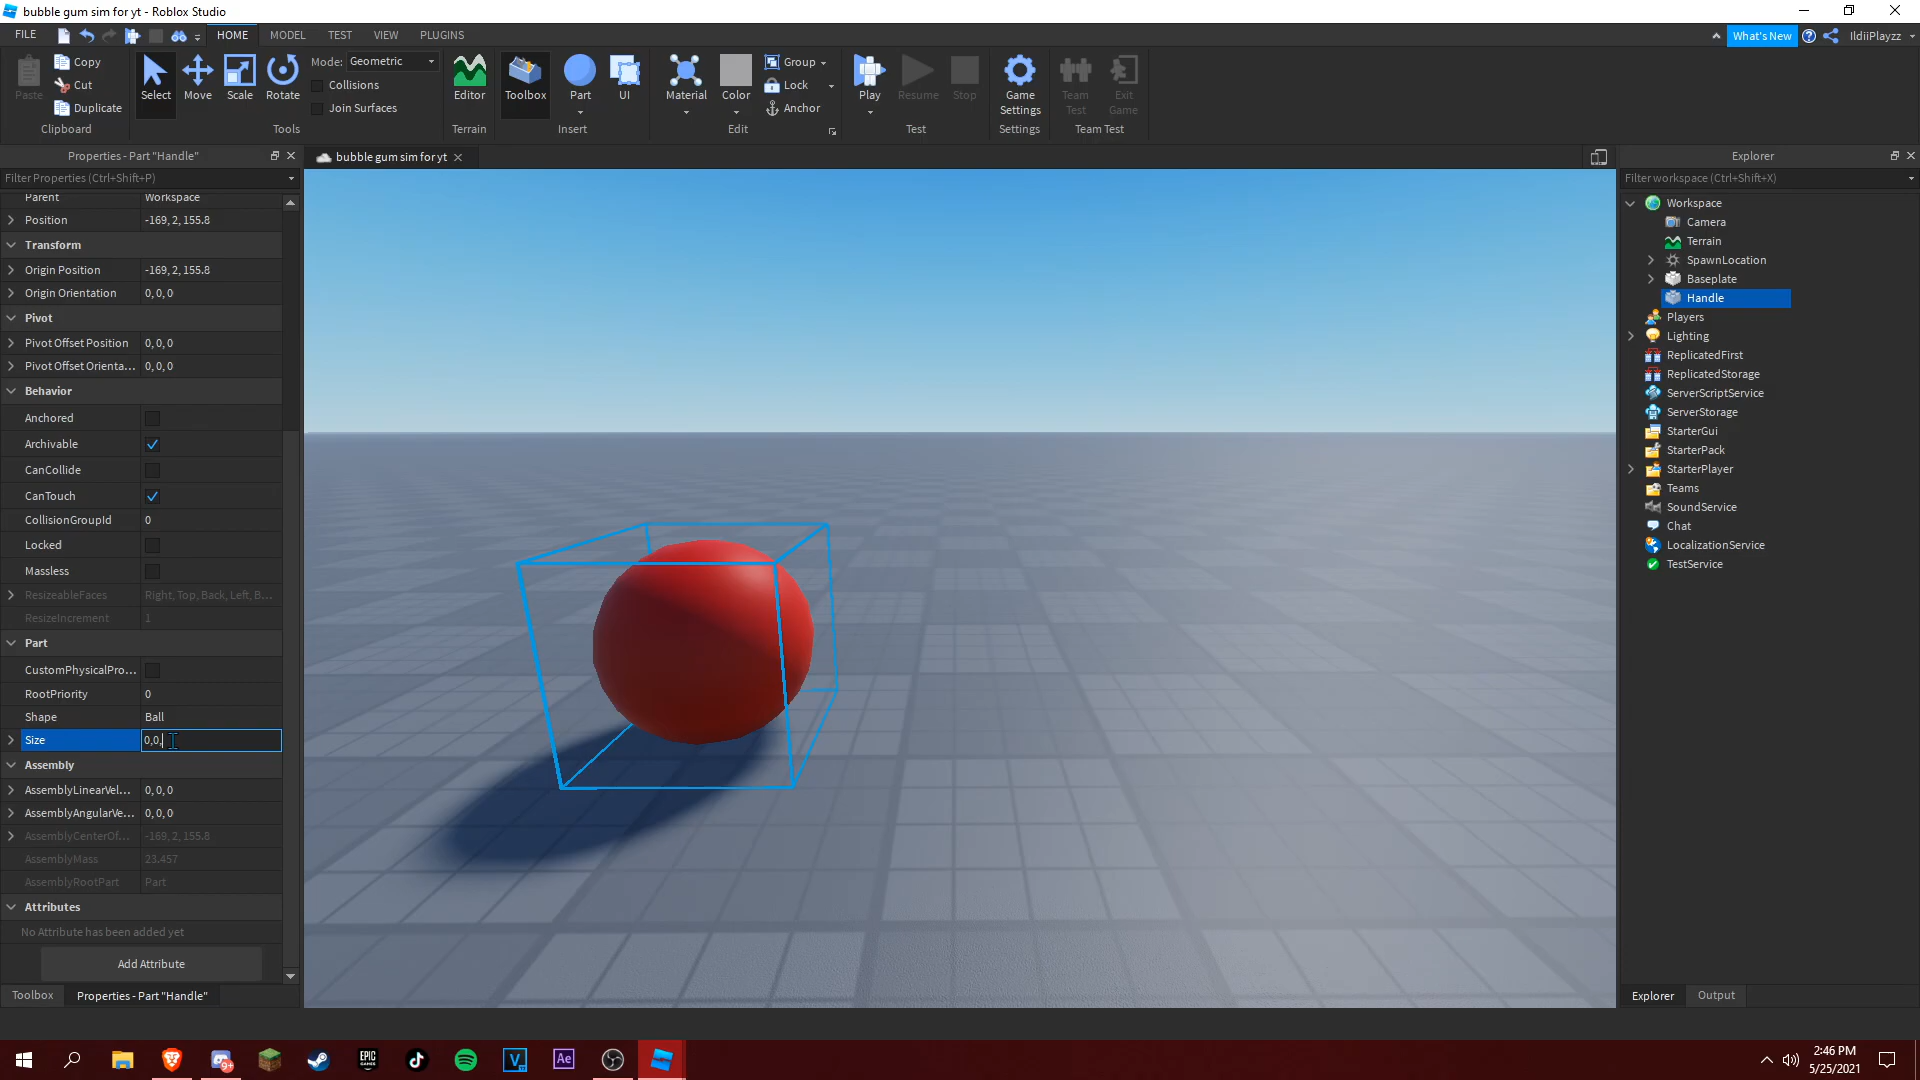 bubble gum sim for yt - Roblox Studio
FILE HOME MODEL TEST VIEW PLUGINS What's New IldiiPlayzz
Paste Copy Cut Duplicate Clipboard
Select Move Scale Rotate Mode: Geometric Collisions Join Surfaces Tools
Editor Terrain
Toolbox Part UI Insert
Material Color Group Lock Anchor Edit
Play Resume Stop Test
Game Settings Settings
Team Test Exit Game Team Test
Properties - Part "Handle"
Filter Properties (Ctrl+Shift+P)
Parent Workspace
Position -169, 2, 155.8
Transform
Origin Position -169, 2, 155.8
Origin Orientation 0, 0, 0
Pivot
Pivot Offset Position 0, 0, 0
Pivot Offset Orienta... 0, 0, 0
Behavior
Anchored
Archivable
CanCollide
CanTouch
CollisionGroupId 0
Locked
Massless
ResizeableFaces Right, Top, Back, Left, B...
ResizeIncrement 1
Part
CustomPhysicalPro...
RootPriority 0
Shape Ball
Size 0,0,
Assembly
AssemblyLinearVel... 0, 0, 0
AssemblyAngularVe... 0, 0, 0
AssemblyCenterOf... -169, 2, 155.8
AssemblyMass 23.457
AssemblyRootPart Part
Attributes
No Attribute has been added yet
Add Attribute
Toolbox Properties - Part "Handle"
bubble gum sim for yt
Explorer
Filter workspace (Ctrl+Shift+X)
Workspace
Camera
Terrain
SpawnLocation
Baseplate
Handle
Players
Lighting
ReplicatedFirst
ReplicatedStorage
ServerScriptService
ServerStorage
StarterGui
StarterPack
StarterPlayer
Teams
SoundService
Chat
LocalizationService
TestService
Explorer Output
9+
EPIC GAMES
V
Ae
2:46 PM
5/25/2021